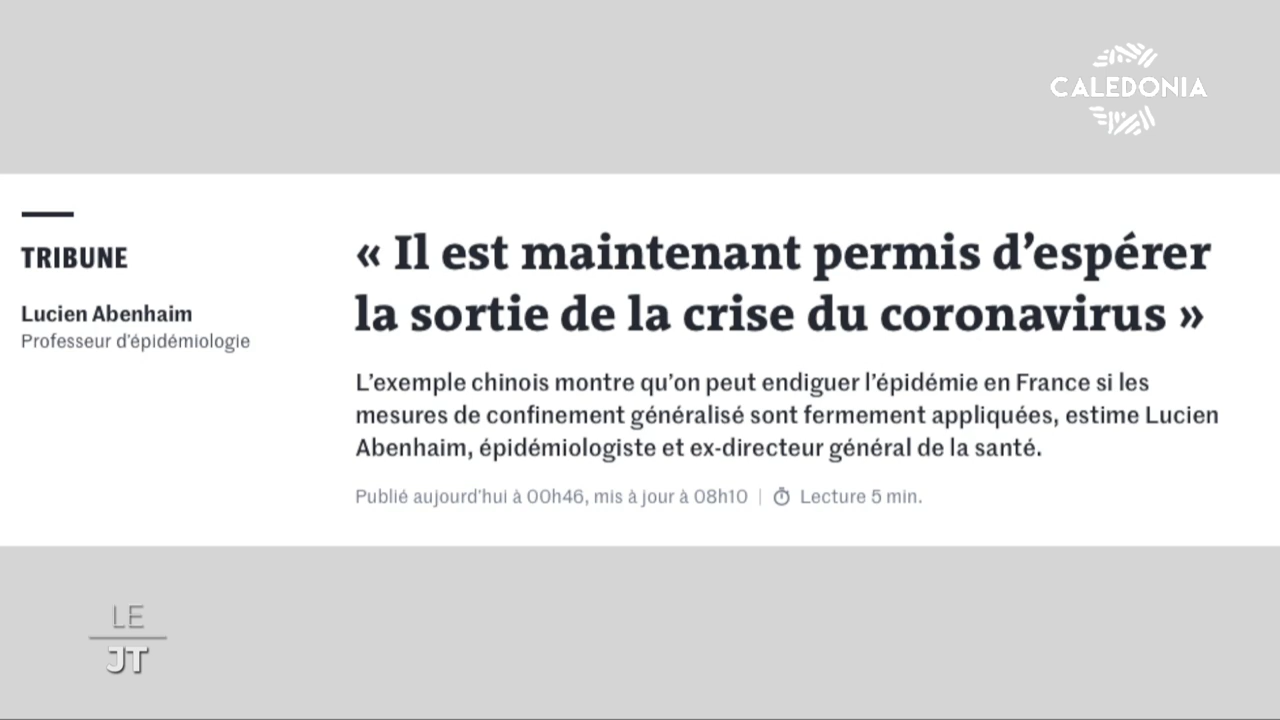 CALEDONIA
TRIBUNE
Lucien Abenhaim
Professeur d'épidémiologie
« Il est maintenant permis d'espérer
la sortie de la crise du coronavirus »
L'exemple chinois montre qu'on peut endiguer l'épidémie en France si les
mesures de confinement généralisé sont fermement appliquées, estime Lucien
Abenhaim, épidémiologiste et ex-directeur général de la santé.
Publié aujourd'hui à 00h46, mis à jour à 08h10 | Lecture 5 min.
LE
JT